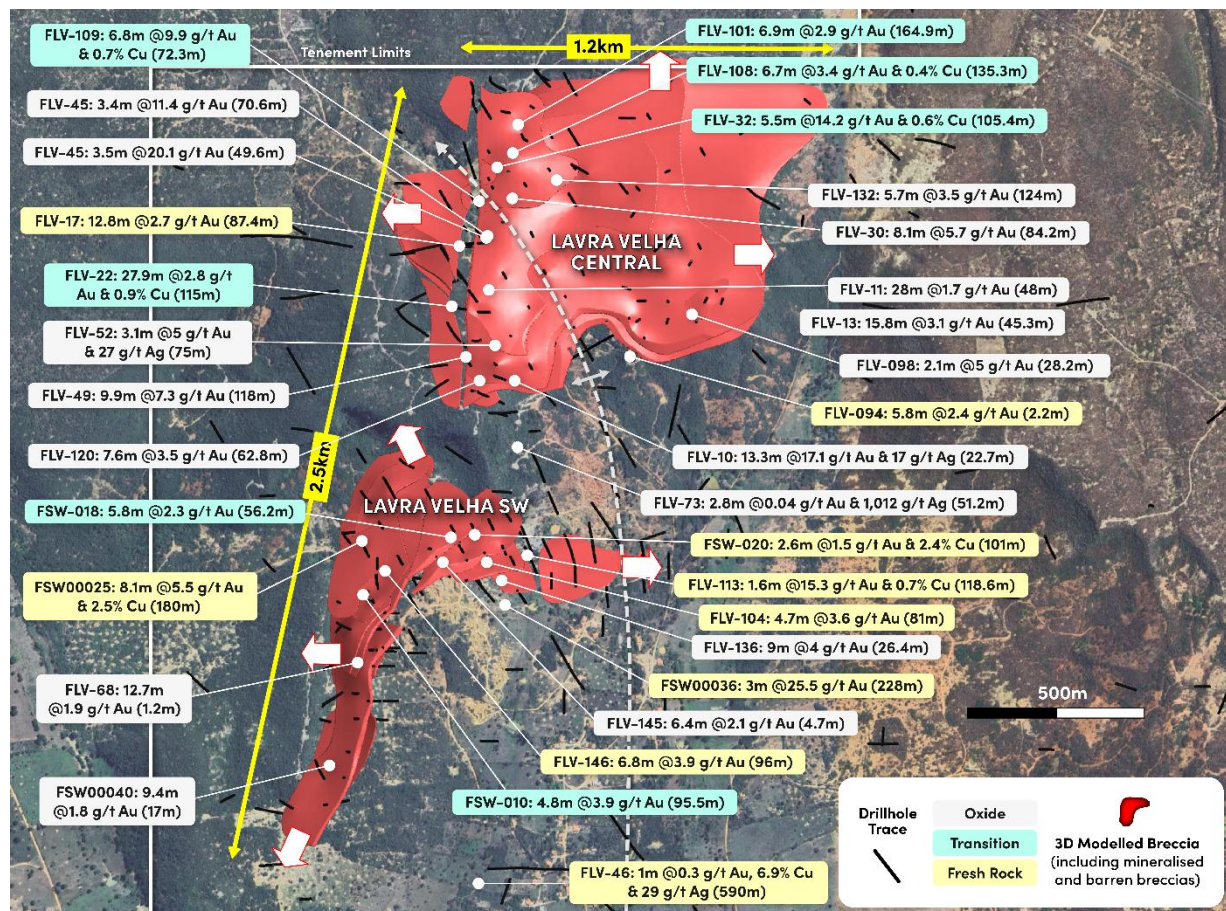 FLV-109: 6.8m @9.9 g/t Au
& 0.7% Cu (72.3m)
Tenement Limits
1.2km
FLV-101: 6.9m @2.9 g/t Au (164.9m)
FLV-108: 6.7m @3.4 g/t Au & 0.4% Cu (135.3m)
FLV-45: 3.4m @11.4 g/t Au (70.6m)
FLV-32: 5.5m @14.2 g/t Au & 0.6% Cu (105.4m)
FLV-45: 3.5m @20.1 g/t Au (49.6m)
FLV-132: 5.7m @3.5 g/t Au (124m)
FLV-17: 12.8m @2.7 g/t Au (87.4m)
FLV-30: 8.1m @5.7 g/t Au (84.2m)
LAVRA VELHA
CENTRAL
FLV-22: 27.9m @2.8 g/t
Au & 0.9% Cu (115m)
FLV-11: 28m @1.7 g/t Au (48m)
FLV-13: 15.8m @3.1 g/t Au (45.3m)
FLV-52: 3.1m @5 g/t Au
& 27 g/t Ag (75m)
FLV-098: 2.1m @5 g/t Au (28.2m)
FLV-49: 9.9m @7.3 g/t Au (118m)
FLV-094: 5.8m @2.4 g/t Au (2.2m)
FLV-120: 7.6m @3.5 g/t Au (62.8m)
FLV-10: 13.3m @17.1 g/t Au & 17 g/t Ag (22.7m)
2.5km
FLV-73: 2.8m @0.04 g/t Au & 1,012 g/t Ag (51.2m)
LAVRA VELHA SW
FSW-018: 5.8m @2.3 g/t Au (56.2m)
FSW-020: 2.6m @1.5 g/t Au & 2.4% Cu (101m)
FSW00025: 8.1m @5.5 g/t Au
& 2.5% Cu (180m)
FLV-113: 1.6m @15.3 g/t Au & 0.7% Cu (118.6m)
FLV-104: 4.7m @3.6 g/t Au (81m)
FLV-136: 9m @4 g/t Au (26.4m)
FSW00036: 3m @25.5 g/t Au (228m)
FLV-68: 12.7m
@1.9 g/t Au (1.2m)
500m
FLV-145: 6.4m @2.1 g/t Au (4.7m)
FLV-146: 6.8m @3.9 g/t Au (96m)
FSW00040: 9.4m
@1.8 g/t Au (17m)
FSW-010: 4.8m @3.9 g/t Au (95.5m)
FLV-46: 1m @0.3 g/t Au, 6.9% Cu
& 29 g/t Ag (590m)
Drillhole
Trace
Oxide
Transition
Fresh Rock
3D Modelled Breccia
(including mineralised
and barren breccias)